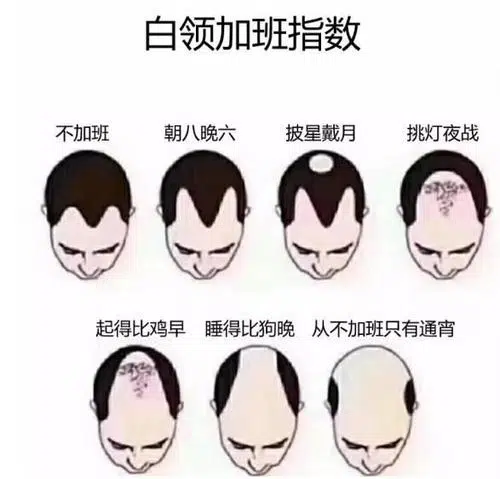 白领加班指数
不加班 朝八晚六 披星戴月 挑灯夜战
起得比鸡早 睡得比狗晚 从不加班只有通宵